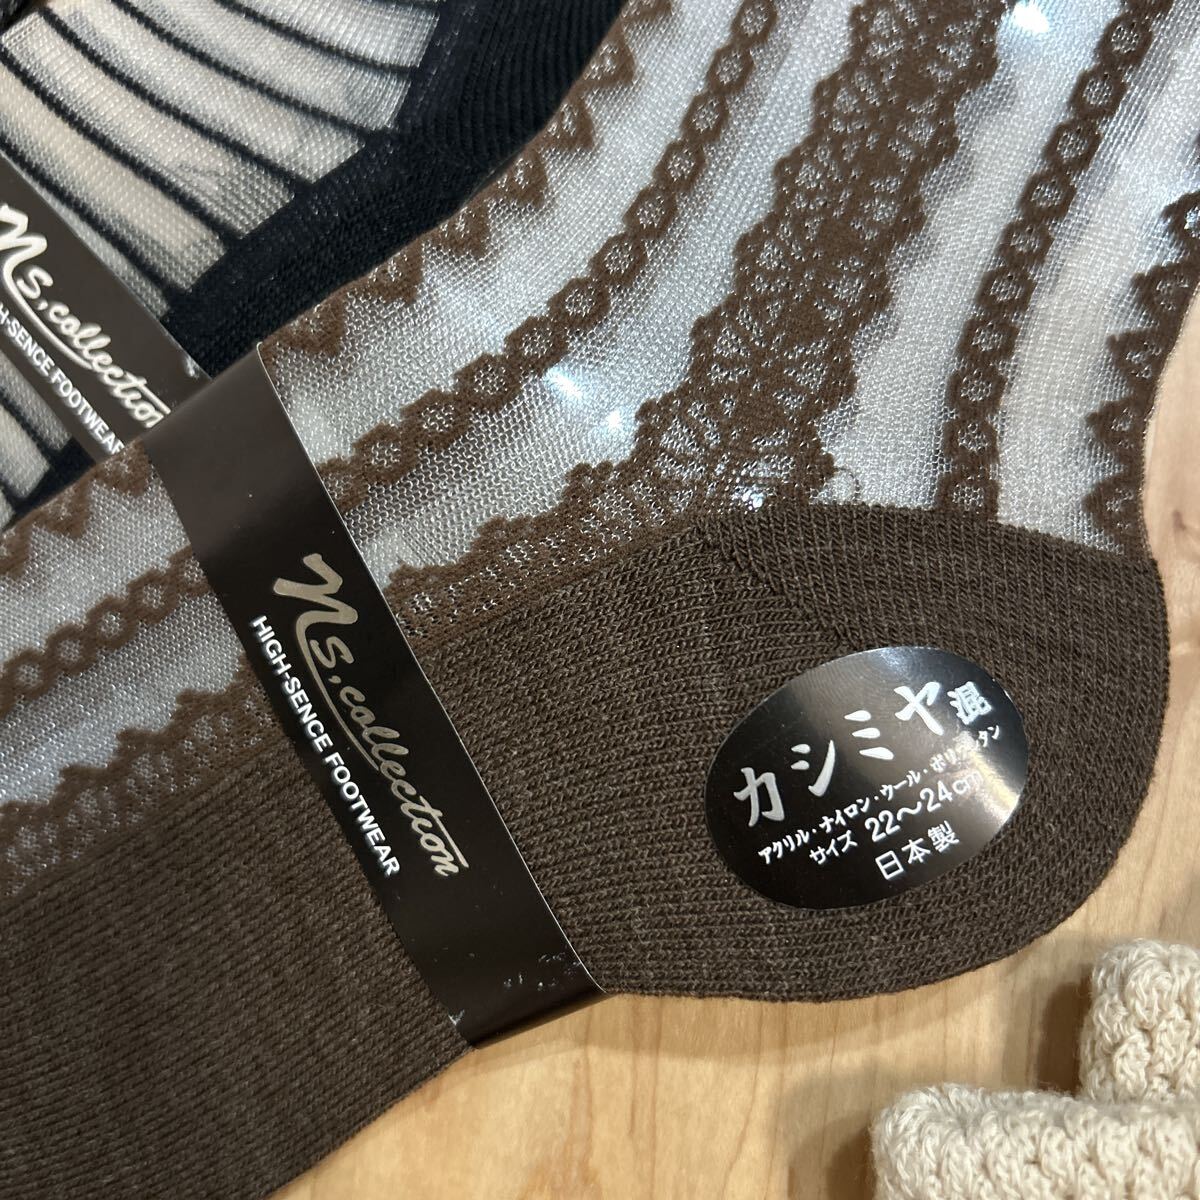 ns,collection
HIGH-SENCE FOOTWEAR
ns,collection
HIGH-SENCE FOOTWEAR
カシミヤ混
アクリル・ナイロン・ウール・ポリウレタン
サイズ 22〜24cm
日本製